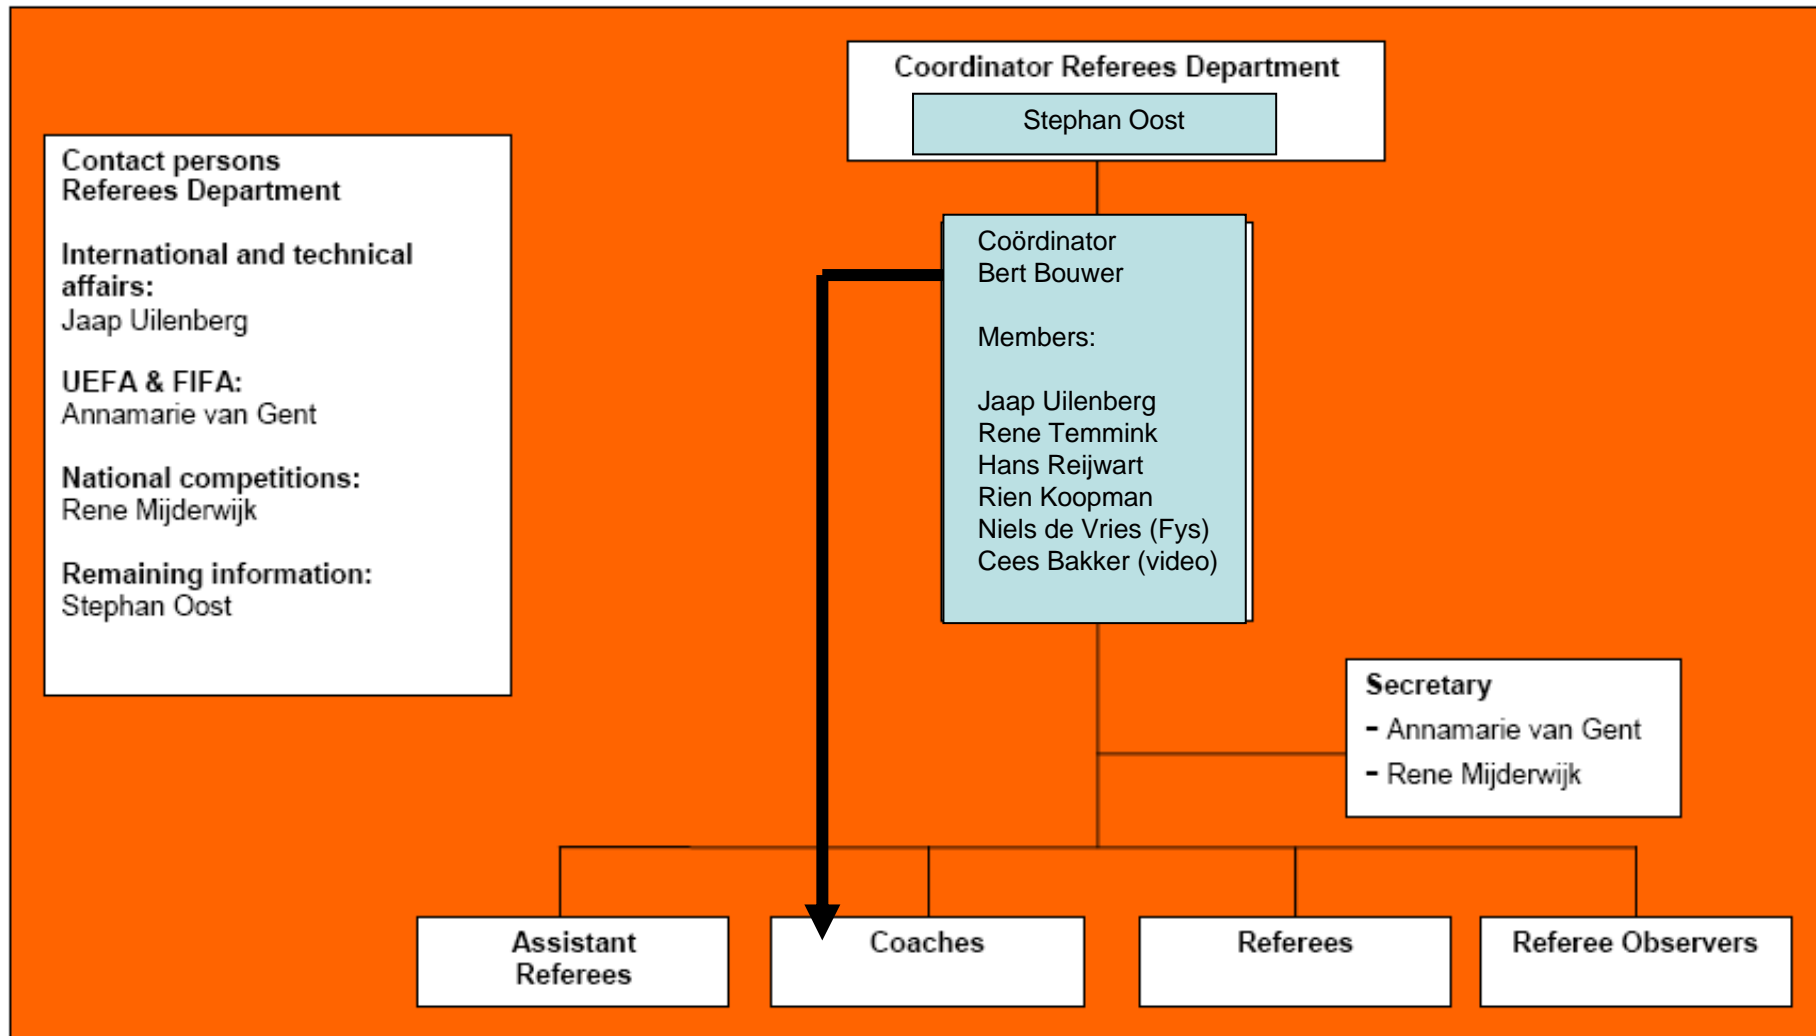 Coordinator Referees Department
Stephan Oost
Contact persons
Referees Department
International and technical
affairs:
Jaap Uilenberg
UEFA & FIFA:
Annamarie van Gent
National competitions:
Rene Mijderwijk
Remaining information:
Stephan Oost
Coördinator
Bert Bouwer
Members:
Jaap Uilenberg
Rene Temmink
Hans Reijwart
Rien Koopman
Niels de Vries (Fys)
Cees Bakker (video)
Secretary
- Annamarie van Gent
- Rene Mijderwijk
Assistant
Referees
Coaches
Referees
Referee Observers